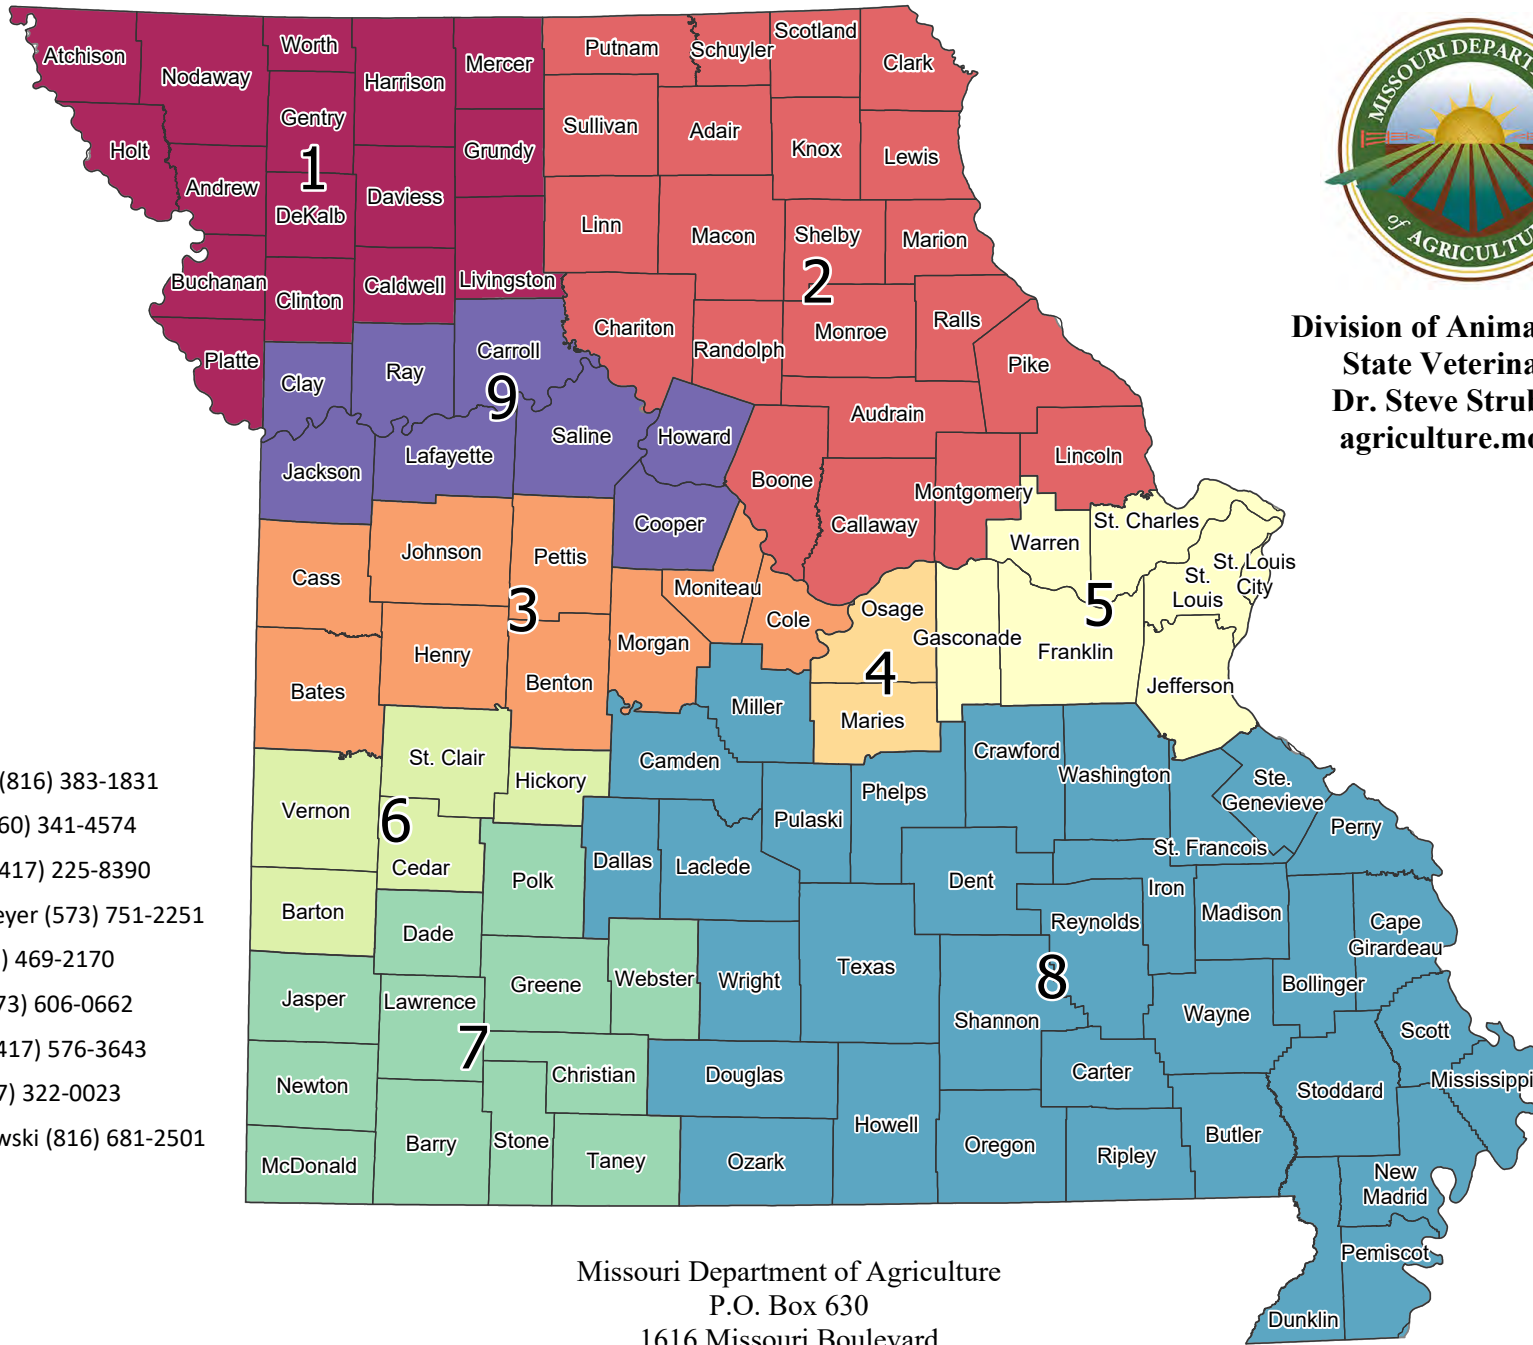 Atchison
Nodaway
Worth
Harrison
Mercer
Putnam
Schuyler
Scotland
Clark
Gentry
Holt
1
Grundy
Sullivan
Adair
Knox
Lewis
Andrew
DeKalb
Daviess
Linn
Macon
Shelby
Marion
2
Buchanan
Clinton
Caldwell
Livingston
Chariton
Randolph
Monroe
Ralls
Pike
Platte
Clay
Ray
Carroll
9
Audrain
Lincoln
Jackson
Lafayette
Saline
Howard
Boone
Callaway
Montgomery
Cooper
Warren
St. Charles
St. Louis
City
St.
Louis
5
Cass
Johnson
Pettis
3
Moniteau
Cole
Osage
Gasconade
Franklin
Jefferson
Bates
Henry
Benton
Morgan
4
Maries
Miller
St. Clair
Hickory
Camden
Crawford
Washington
Ste.
Genevieve
Perry
Vernon
6
Cedar
Polk
Dallas
Laclede
Pulaski
Phelps
Dent
St. Francois
Iron
Madison
Reynolds
Cape
Girardeau
Barton
Dade
Greene
Webster
Wright
Texas
8
Shannon
Bollinger
Wayne
Scott
Mississippi
Jasper
Lawrence
7
Newton
Christian
Douglas
Howell
Carter
Stoddard
McDonald
Barry
Stone
Taney
Ozark
Oregon
Ripley
Butler
New
Madrid
Pemiscot
Dunklin
MISSOURI DEPART
of AGRICULTU
Division of Anima
State Veterina
Dr. Steve Stru
agriculture.mo
(816) 383-1831
60) 341-4574
417) 225-8390
eyer (573) 751-2251
) 469-2170
73) 606-0662
417) 576-3643
7) 322-0023
wski (816) 681-2501
Missouri Department of Agriculture
P.O. Box 630
1616 Missouri Boulevard